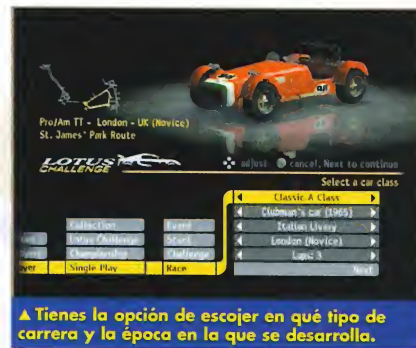 Pro/Am TT - London - UK (Novice)
St. James' Park Route
LOTUS
CHALLENGE
adjust cancel, Next to continue
Select a car class
Classic A Class
Collection Event Clubman's car (1965)
Lotus Challenge Stunt Italian Livery
Championship Challenge London (Novice)
Single Play Race Laps: 3
Next
▲ Tienes la opción de escojer en qué tipo de
carrera y la época en la que se desarrolla.